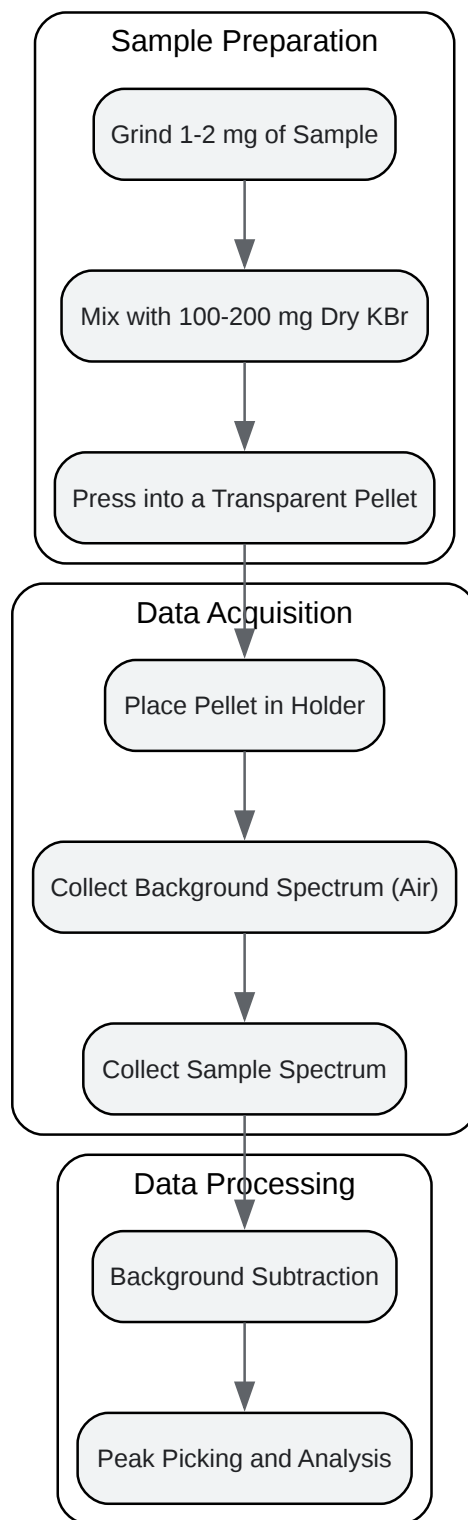 Sample Preparation
Grind 1-2 mg of Sample
Mix with 100-200 mg Dry KBr
Press into a Transparent Pellet
Data Acquisition
Place Pellet in Holder
Collect Background Spectrum (Air)
Collect Sample Spectrum
Data Processing
Background Subtraction
Peak Picking and Analysis